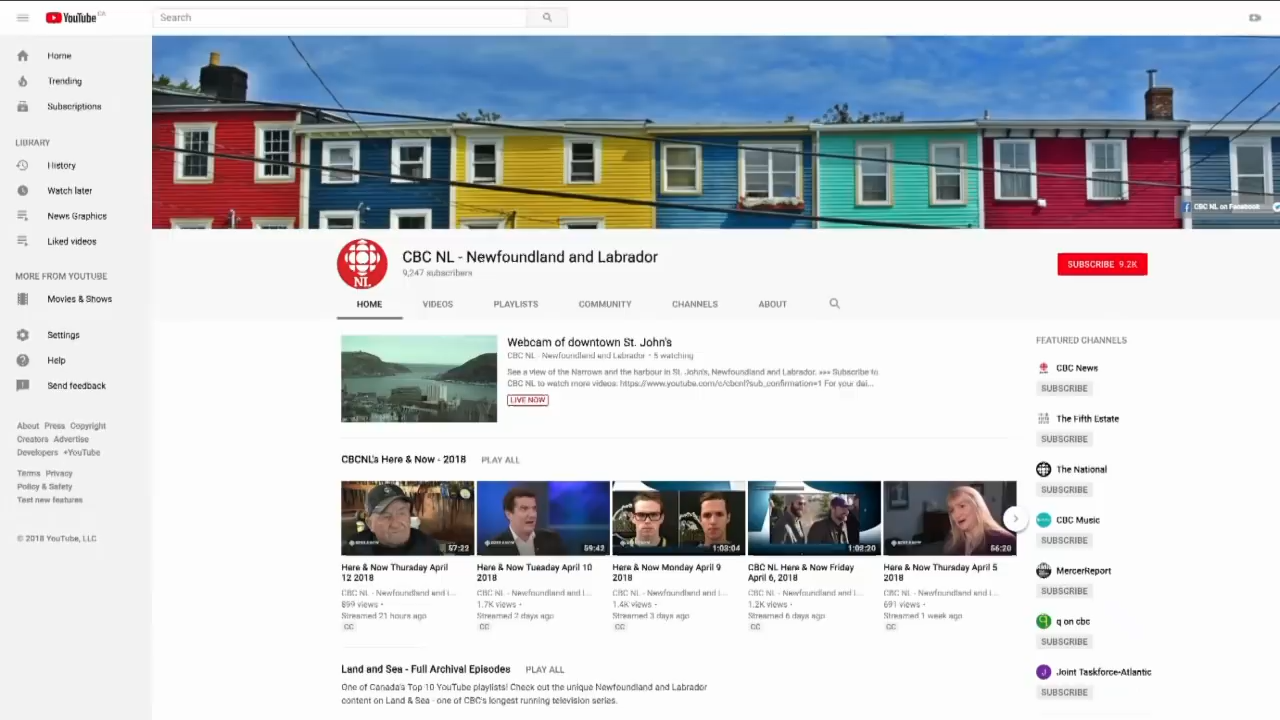 YouTube CA
Search
Home
Trending
Subscriptions
LIBRARY
History
Watch later
News Graphics
Liked videos
MORE FROM YOUTUBE
Movies & Shows
Settings
Help
Send feedback
About Press Copyright
Creators Advertise
Developers +YouTube
Terms Privacy
Policy & Safety
Test new features
© 2018 YouTube, LLC
CBC NL on Facebook
NL
CBC NL - Newfoundland and Labrador
9,247 subscribers
SUBSCRIBE 9.2K
HOME VIDEOS PLAYLISTS COMMUNITY CHANNELS ABOUT
Webcam of downtown St. John's
CBC NL - Newfoundland and Labrador • 5 watching
See a view of the Narrows and the harbour in St. John's, Newfoundland and Labrador. »»» Subscribe to
CBC NL to watch more videos: https://www.youtube.com/c/cbcnl?sub_confirmation=1 For your dai...
LIVE NOW
CBCNL's Here & Now - 2018 PLAY ALL
57:22
59:42
1:03:04
1:02:20
56:20
Here & Now Thursday April
12 2018
CBC NL - Newfoundland and L...
899 views •
Streamed 21 hours ago
CC
Here & Now Tuesday April 10
2018
CBC NL - Newfoundland and L...
1.7K views •
Streamed 2 days ago
CC
Here & Now Monday April 9
2018
CBC NL - Newfoundland and L...
1.4K views •
Streamed 3 days ago
CC
CBC NL Here & Now Friday
April 6, 2018
CBC NL - Newfoundland and L...
1.2K views •
Streamed 6 days ago
CC
Here & Now Thursday April 5
2018
CBC NL - Newfoundland and L...
691 views •
Streamed 1 week ago
CC
Land and Sea - Full Archival Episodes PLAY ALL
One of Canada's Top 10 YouTube playlists! Check out the unique Newfoundland and Labrador
content on Land & Sea - one of CBC's longest running television series.
FEATURED CHANNELS
CBC News
SUBSCRIBE
The Fifth Estate
SUBSCRIBE
The National
SUBSCRIBE
CBC Music
SUBSCRIBE
MercerReport
SUBSCRIBE
q on cbc
SUBSCRIBE
J Joint Taskforce-Atlantic
SUBSCRIBE